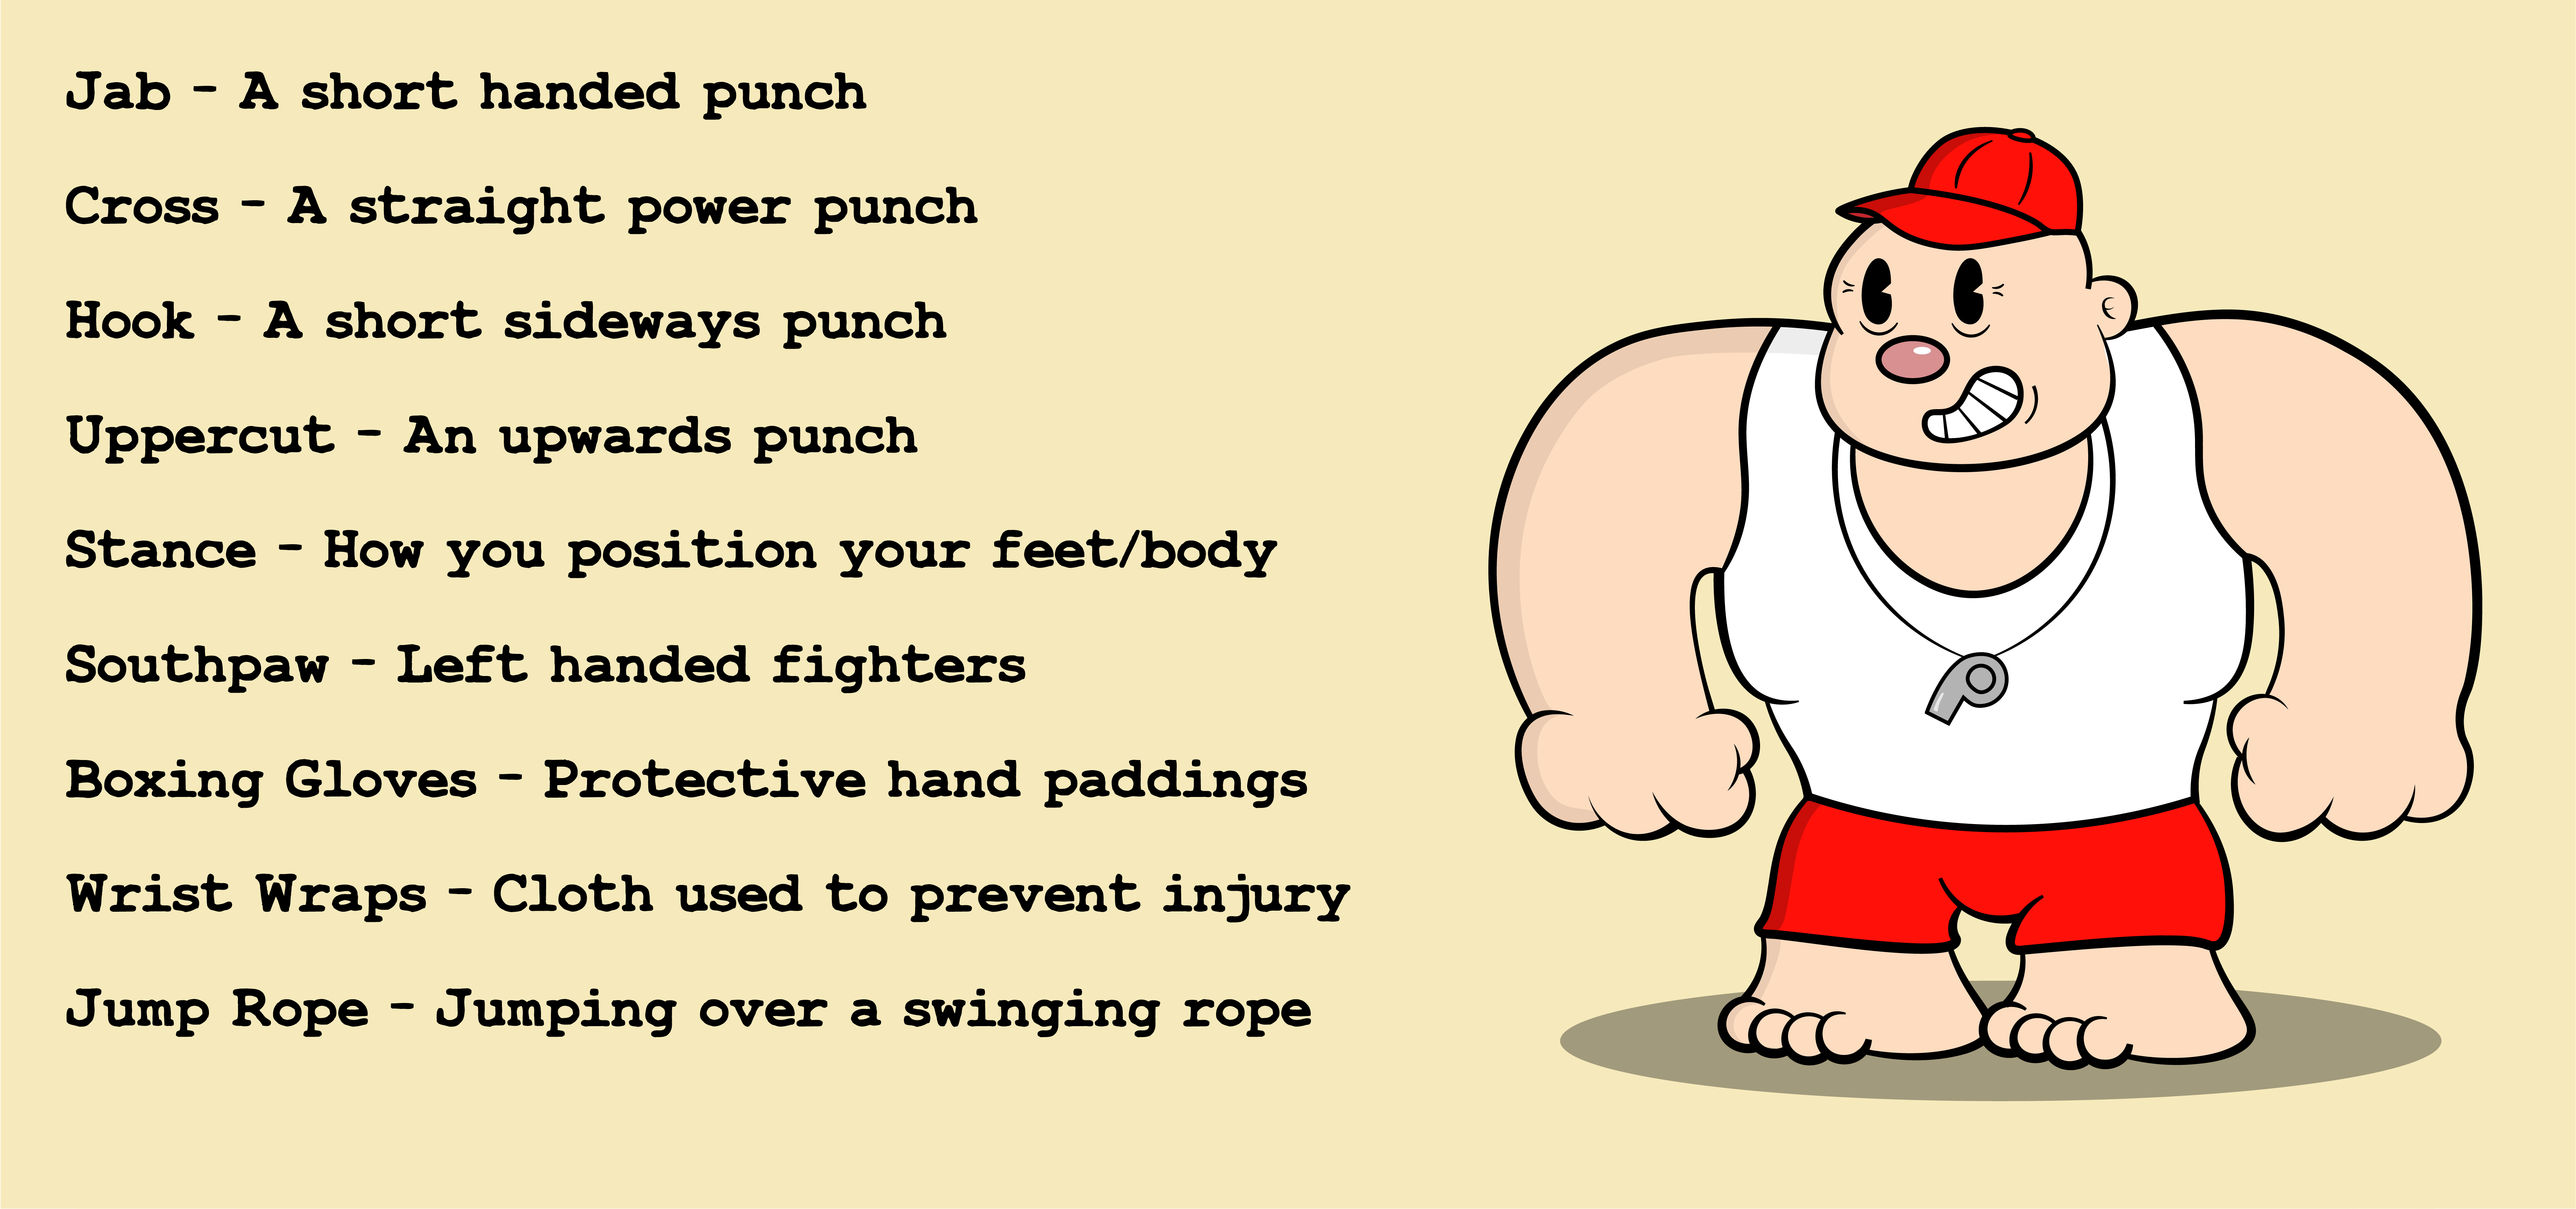 Jab - A short handed punch
Cross - A straight power punch
Hook - A short sideways punch
Uppercut - An upwards punch
Stance - How you position your feet/body
Southpaw - Left handed fighters
Boxing Gloves - Protective hand paddings
Wrist Wraps - Cloth used to prevent injury
Jump Rope - Jumping over a swinging rope